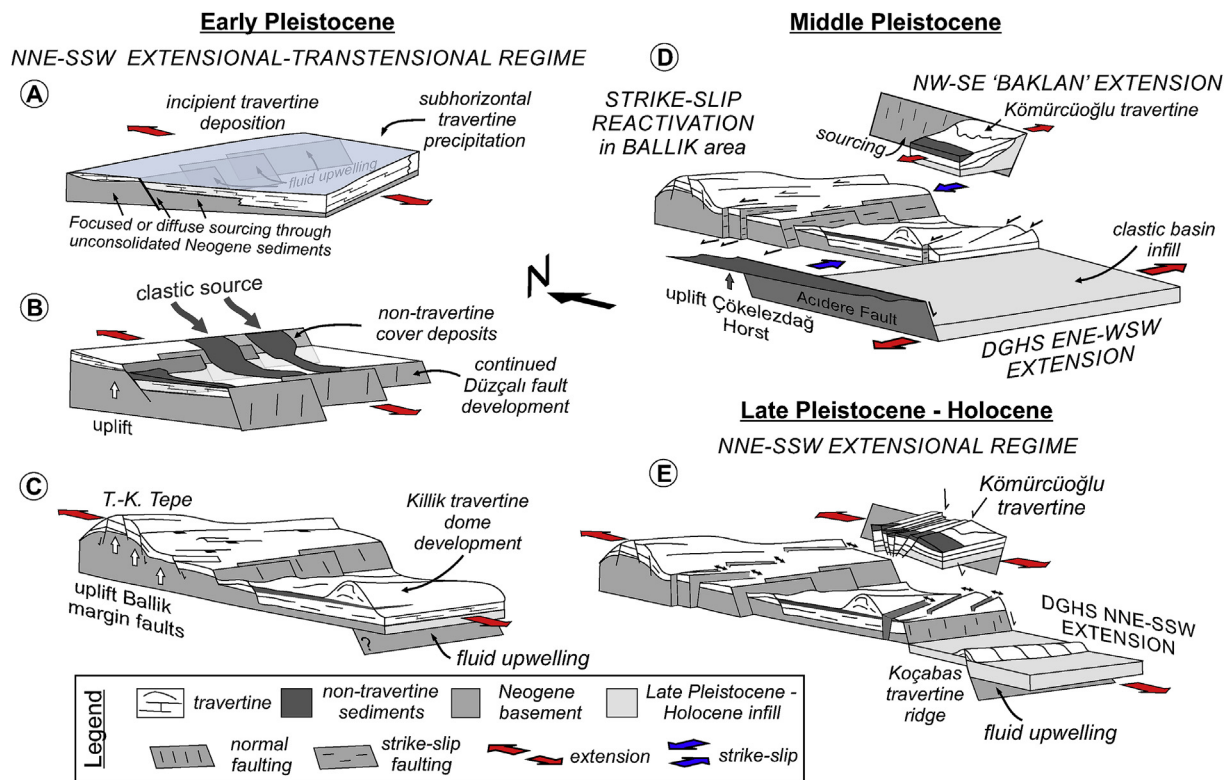 Early Pleistocene
NNE-SSW EXTENSIONAL-TRANSTENSIONAL REGIME
A
incipient travertine
deposition
subhorizontal
travertine
precipitation
fluid upwelling
Focused or diffuse sourcing through
unconsolidated Neogene sediments
B
clastic source
non-travertine
cover deposits
continued
Düzçalı fault
development
uplift
N
C
T.-K. Tepe
Killik travertine
dome
development
uplift Ballik
margin faults
?
fluid upwelling
Middle Pleistocene
D
STRIKE-SLIP
REACTIVATION
in BALLIK area
NW-SE ‘BAKLAN’ EXTENSION
Kömürcüoğlu travertine
sourcing
clastic basin
infill
Acıdere Fault
uplift Çökelezdağ
Horst
DGHS ENE-WSW
EXTENSION
Late Pleistocene - Holocene
NNE-SSW EXTENSIONAL REGIME
E
Kömürcüoğlu
travertine
DGHS NNE-SSW
EXTENSION
Koçabas
travertine
ridge
fluid upwelling
Legend
travertine
non-travertine
sediments
Neogene
basement
Late Pleistocene -
Holocene infill
normal
faulting
strike-slip
faulting
extension
strike-slip